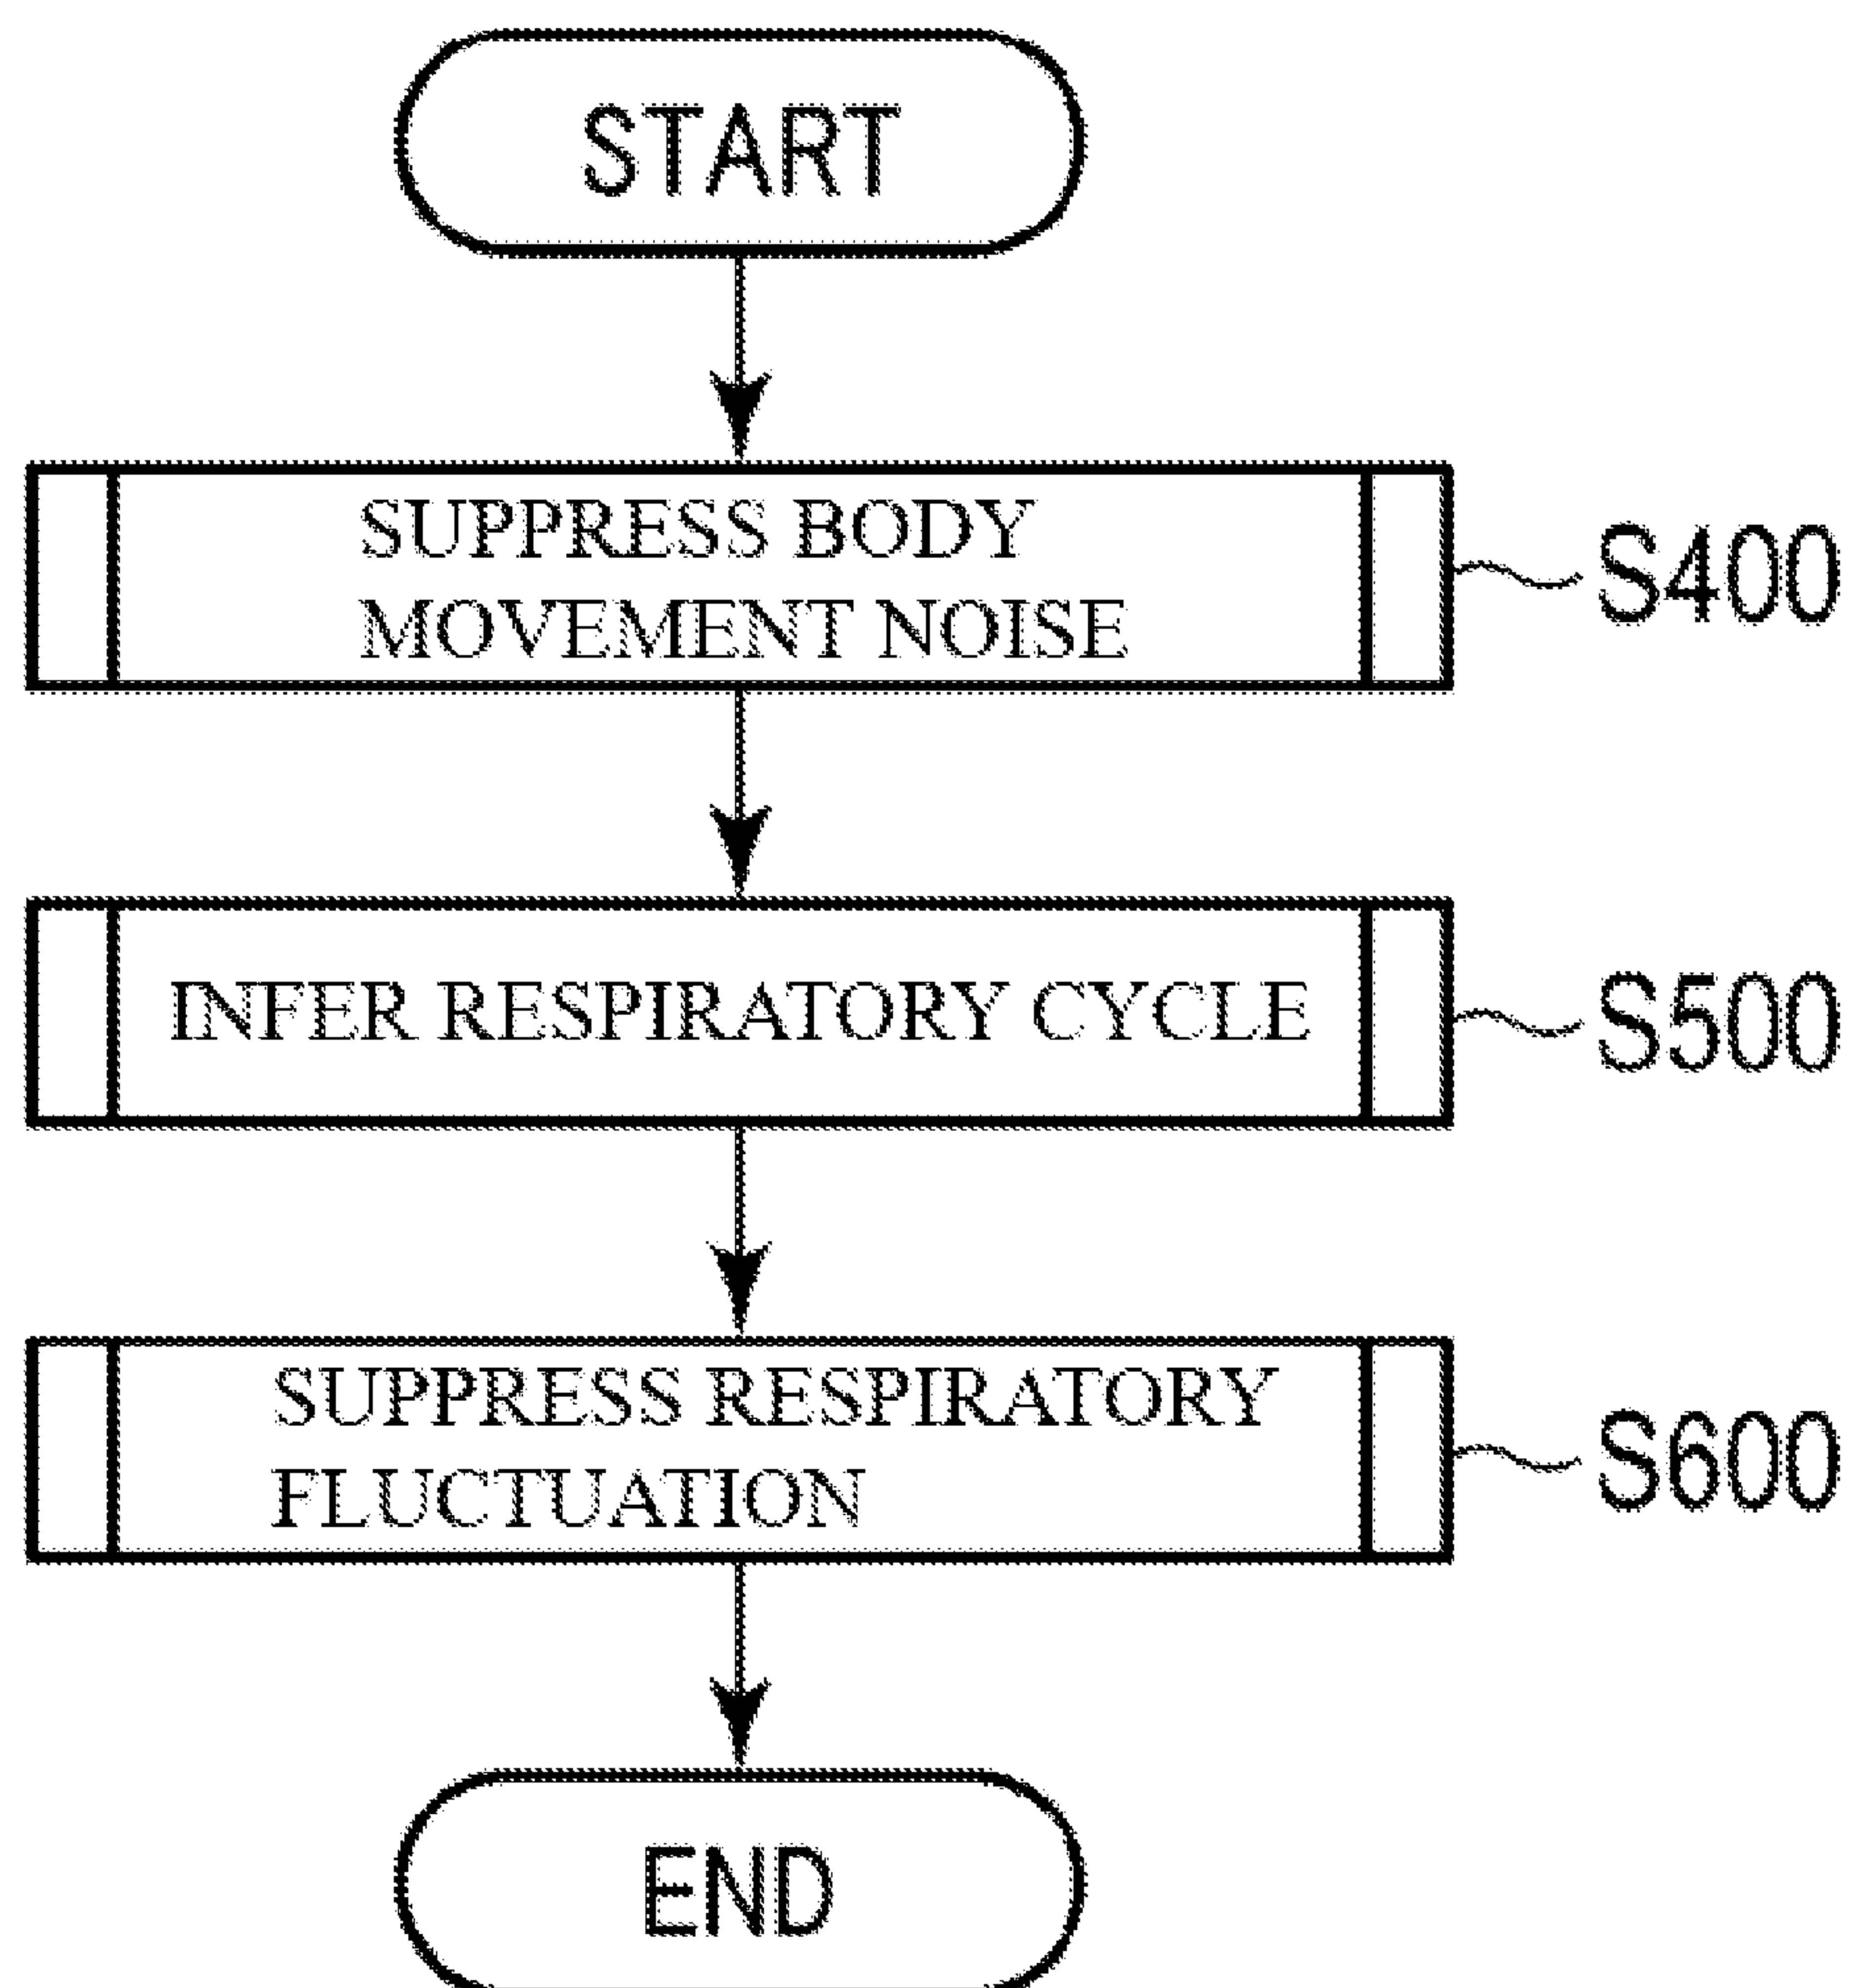 START
SUPPRESS BODY
MOVEMENT NOISE
S400
INFER RESPIRATORY CYCLE
S500
SUPPRESS RESPIRATORY
FLUCTUATION
S600
END